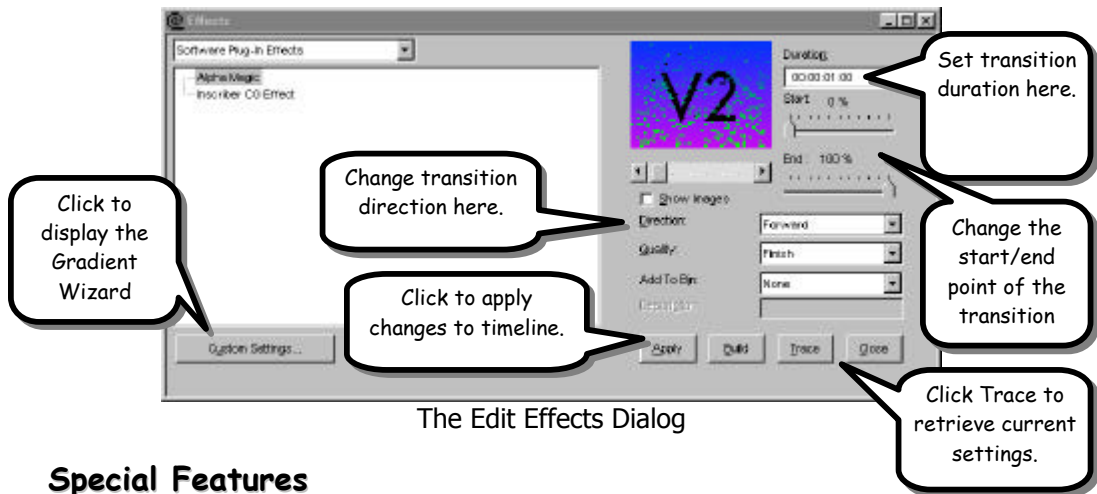 Effects
Software Plug-In Effects
Alpha Magic
Inscriber CG Effect
V2
Duration:
00:00:01:00
Start: 0 %
End: 100 %
Show Images
Direction:
Forward
Quality:
Finish
Add To Bin:
None
Description:
Custom Settings...
Apply
Build
Trace
Close
Set transition
duration here.
Change transition
direction here.
Click to
display the
Gradient
Wizard
Click to apply
changes to timeline.
Change the
start/end
point of the
transition
Click Trace to
retrieve current
settings.
The Edit Effects Dialog
Special Features